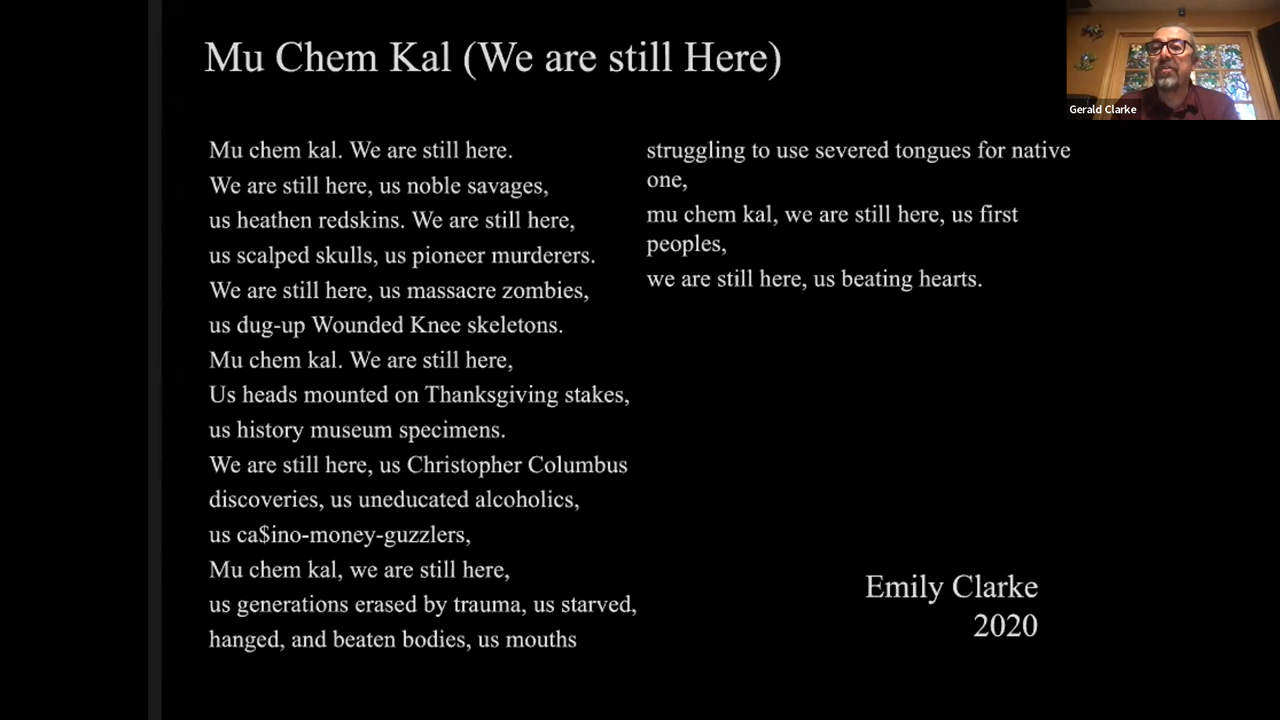 Mu Chem Kal (We are still Here)
Gerald Clarke
Mu chem kal. We are still here.
We are still here, us noble savages,
us heathen redskins. We are still here,
us scalped skulls, us pioneer murderers.
We are still here, us massacre zombies,
us dug-up Wounded Knee skeletons.
Mu chem kal. We are still here,
Us heads mounted on Thanksgiving stakes,
us history museum specimens.
We are still here, us Christopher Columbus
discoveries, us uneducated alcoholics,
us ca$ino-money-guzzlers,
Mu chem kal, we are still here,
us generations erased by trauma, us starved,
hanged, and beaten bodies, us mouths
struggling to use severed tongues for native
one,
mu chem kal, we are still here, us first
peoples,
we are still here, us beating hearts.
Emily Clarke
2020